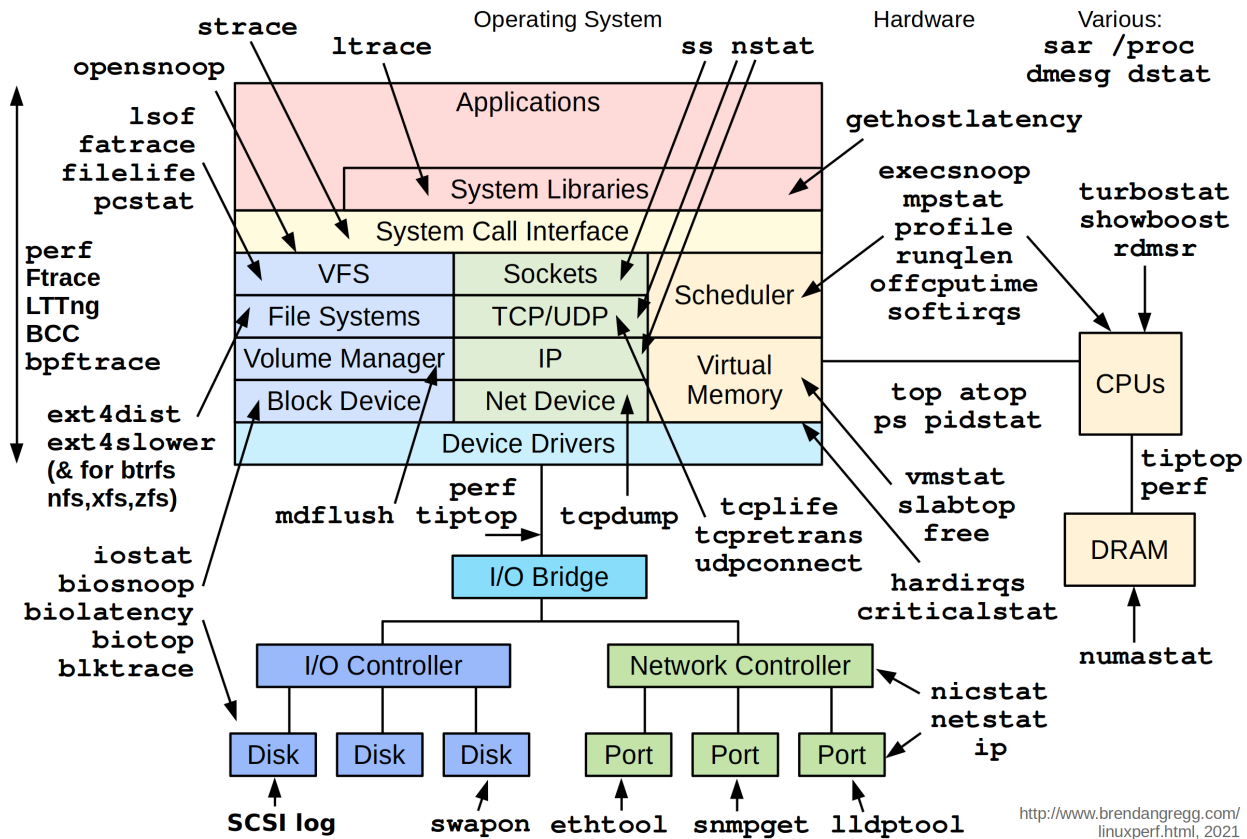 Operating System
Hardware
Various:
sar /proc
dmesg dstat
strace
ltrace
ss nstat
opensnoop
lsof
fatrace
filelife
pcstat
gethostlatency
execsnoop
mpstat
profile
runqlen
offcputime
softirqs
turbostat
showboost
rdmsr
perf
Ftrace
LTTng
BCC
bpftrace
Applications
System Libraries
System Call Interface
VFS
Sockets
Scheduler
File Systems
TCP/UDP
Volume Manager
IP
Virtual
Memory
Block Device
Net Device
Device Drivers
CPUs
top atop
ps pidstat
ext4dist
ext4slower
(& for btrfs
nfs,xfs,zfs)
tiptop
perf
vmstat
slabtop
free
mdflush
perf
tiptop
tcpdump
tcplife
tcpretrans
udpconnect
DRAM
iostat
biosnoop
biolatency
biotop
blktrace
I/O Bridge
hardirqs
criticalstat
numastat
I/O Controller
Network Controller
nicstat
netstat
ip
Disk
Disk
Disk
Port
Port
Port
SCSI log
swapon
ethtool
snmpget
lldptool
http://www.brendangregg.com/
linuxperf.html, 2021